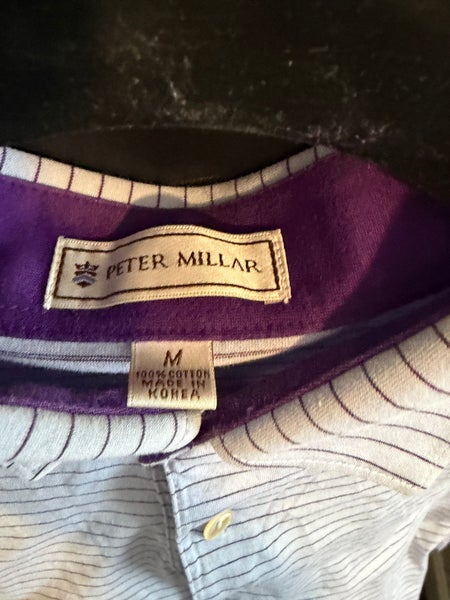 PETER MILLAR
M
100% COTTON
MADE IN
KOREA